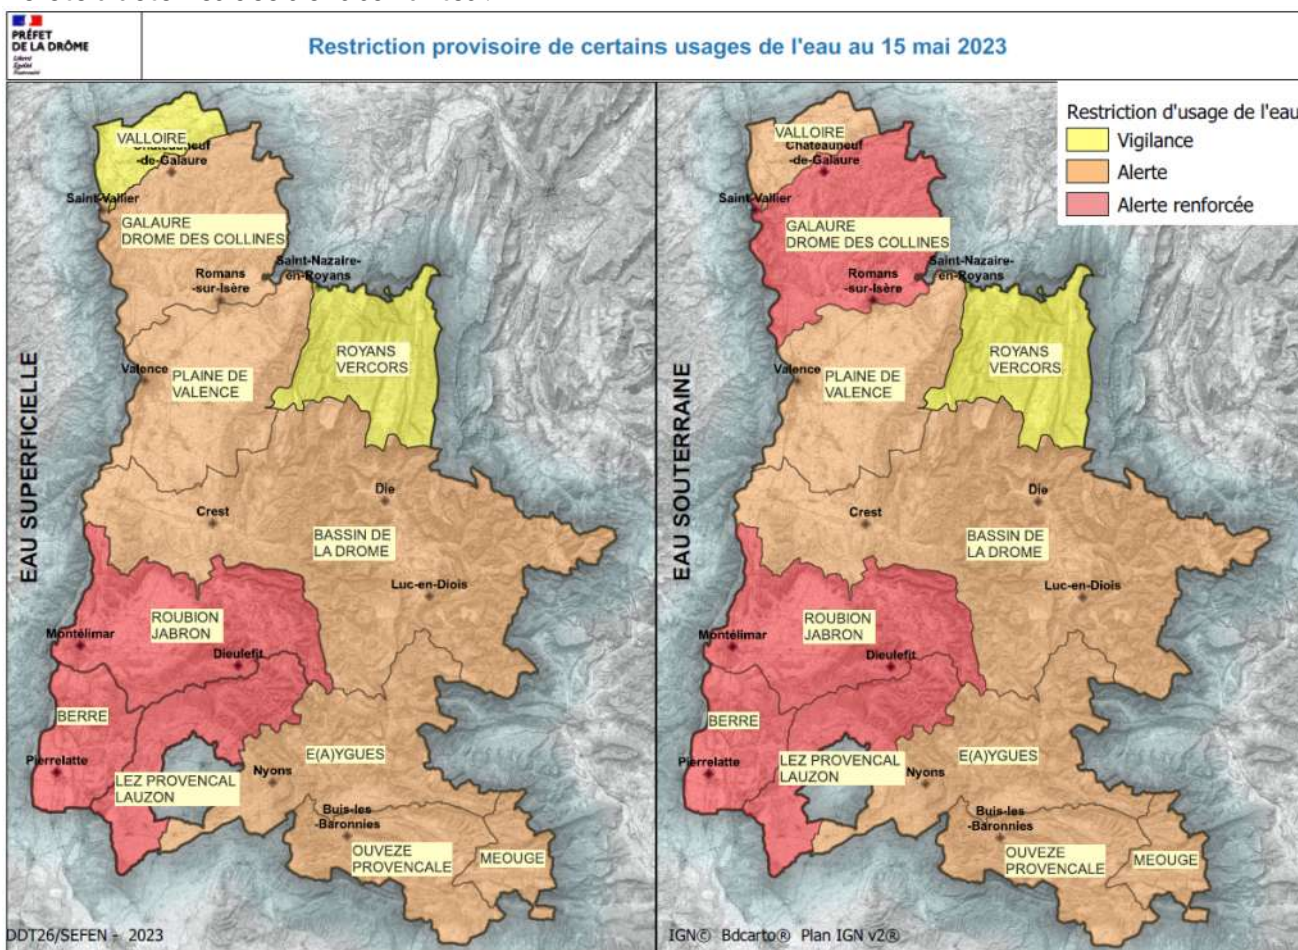 PRÉFET
DE LA DRÔME
Liberté
Égalité
Fraternité
Restriction provisoire de certains usages de l'eau au 15 mai 2023
EAU SUPERFICIELLE
VALLOIRE
Châteauneuf
-de-Galaure
Saint-Vallier
GALAURE
DROME DES COLLINES
Romans
-sur-Isère
Saint-Nazaire-
en-Royans
ROYANS
VERCORS
Valence
PLAINE DE
VALENCE
Die
Crest
BASSIN DE
LA DROME
Luc-en-Diois
ROUBION
JABRON
Montélimar
Dieulefit
BERRE
E(A)YGUES
Pierrelatte
LEZ PROVENCAL
LAUZON
Nyons
Buis-les
-Baronnies
OUVEZE
PROVENCALE
MEOUGE
DDT26/SEFEN - 2023
EAU SOUTERRAINE
VALLOIRE
Châteauneuf
-de-Galaure
Saint-Vallier
GALAURE
DROME DES COLLINES
Romans
-sur-Isère
Saint-Nazaire-
en-Royans
ROYANS
VERCORS
Valence
PLAINE DE
VALENCE
Die
Crest
BASSIN DE
LA DROME
Luc-en-Diois
ROUBION
JABRON
Montélimar
Dieulefit
BERRE
E(A)YGUES
Pierrelatte
LEZ PROVENCAL
LAUZON
Nyons
Buis-les
-Baronnies
OUVEZE
PROVENCALE
MEOUGE
IGN© Bdcarto® Plan IGN v2®
Restriction d'usage de l'eau
Vigilance
Alerte
Alerte renforcée